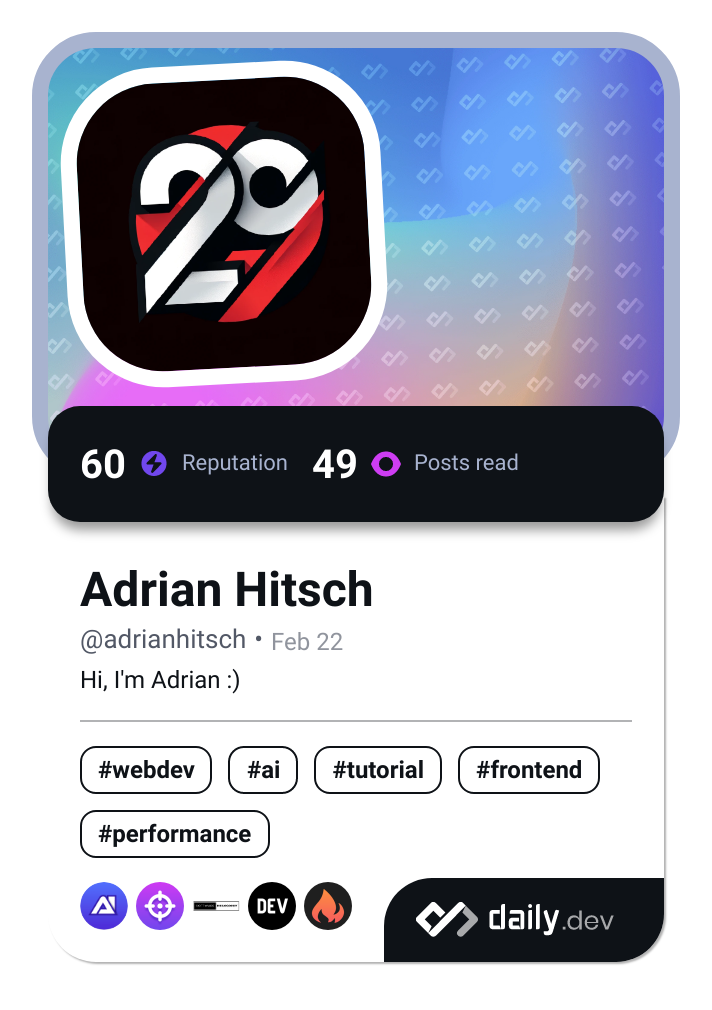 29
60 Reputation 49 Posts read
Adrian Hitsch
@adrianhitsch • Feb 22
Hi, I'm Adrian :)
#webdev #ai #tutorial #frontend
#performance
DEV
daily.dev